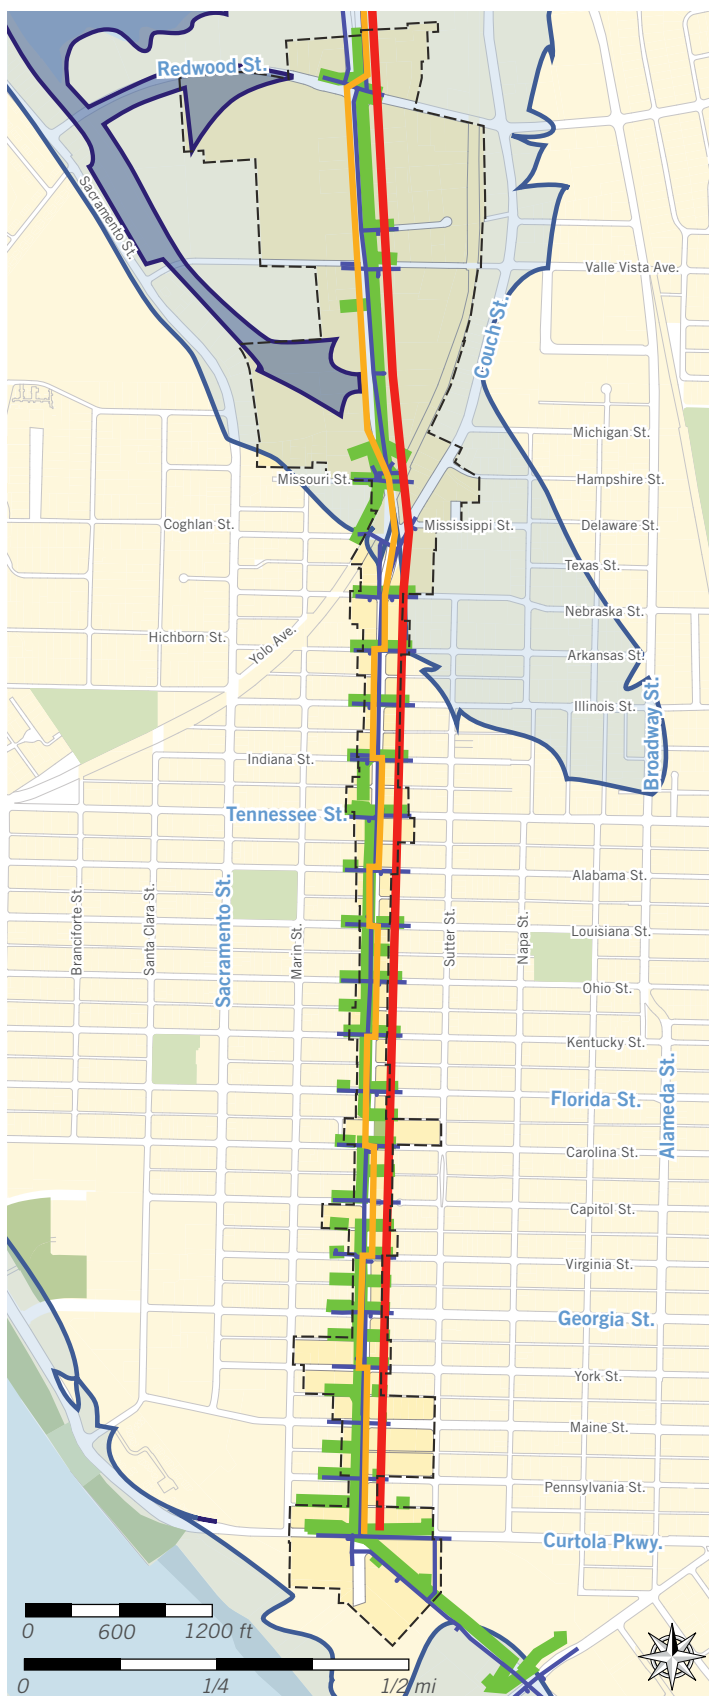 Redwood St.
Sacramento St.
Valle Vista Ave.
Couch St.
Michigan St.
Missouri St.
Hampshire St.
Coghlan St.
Mississippi St.
Delaware St.
Texas St.
Nebraska St.
Hichborn St.
Yolo Ave.
Arkansas St.
Illinois St.
Broadway St.
Indiana St.
Tennessee St.
Alabama St.
Branciforte St.
Santa Clara St.
Sacramento St.
Marin St.
Sutter St.
Napa St.
Louisiana St.
Ohio St.
Kentucky St.
Florida St.
Alameda St.
Carolina St.
Capitol St.
Virginia St.
Georgia St.
York St.
Maine St.
Pennsylvania St.
Curtola Pkwy.
0 600 1200 ft
0 1/4 1/2 mi